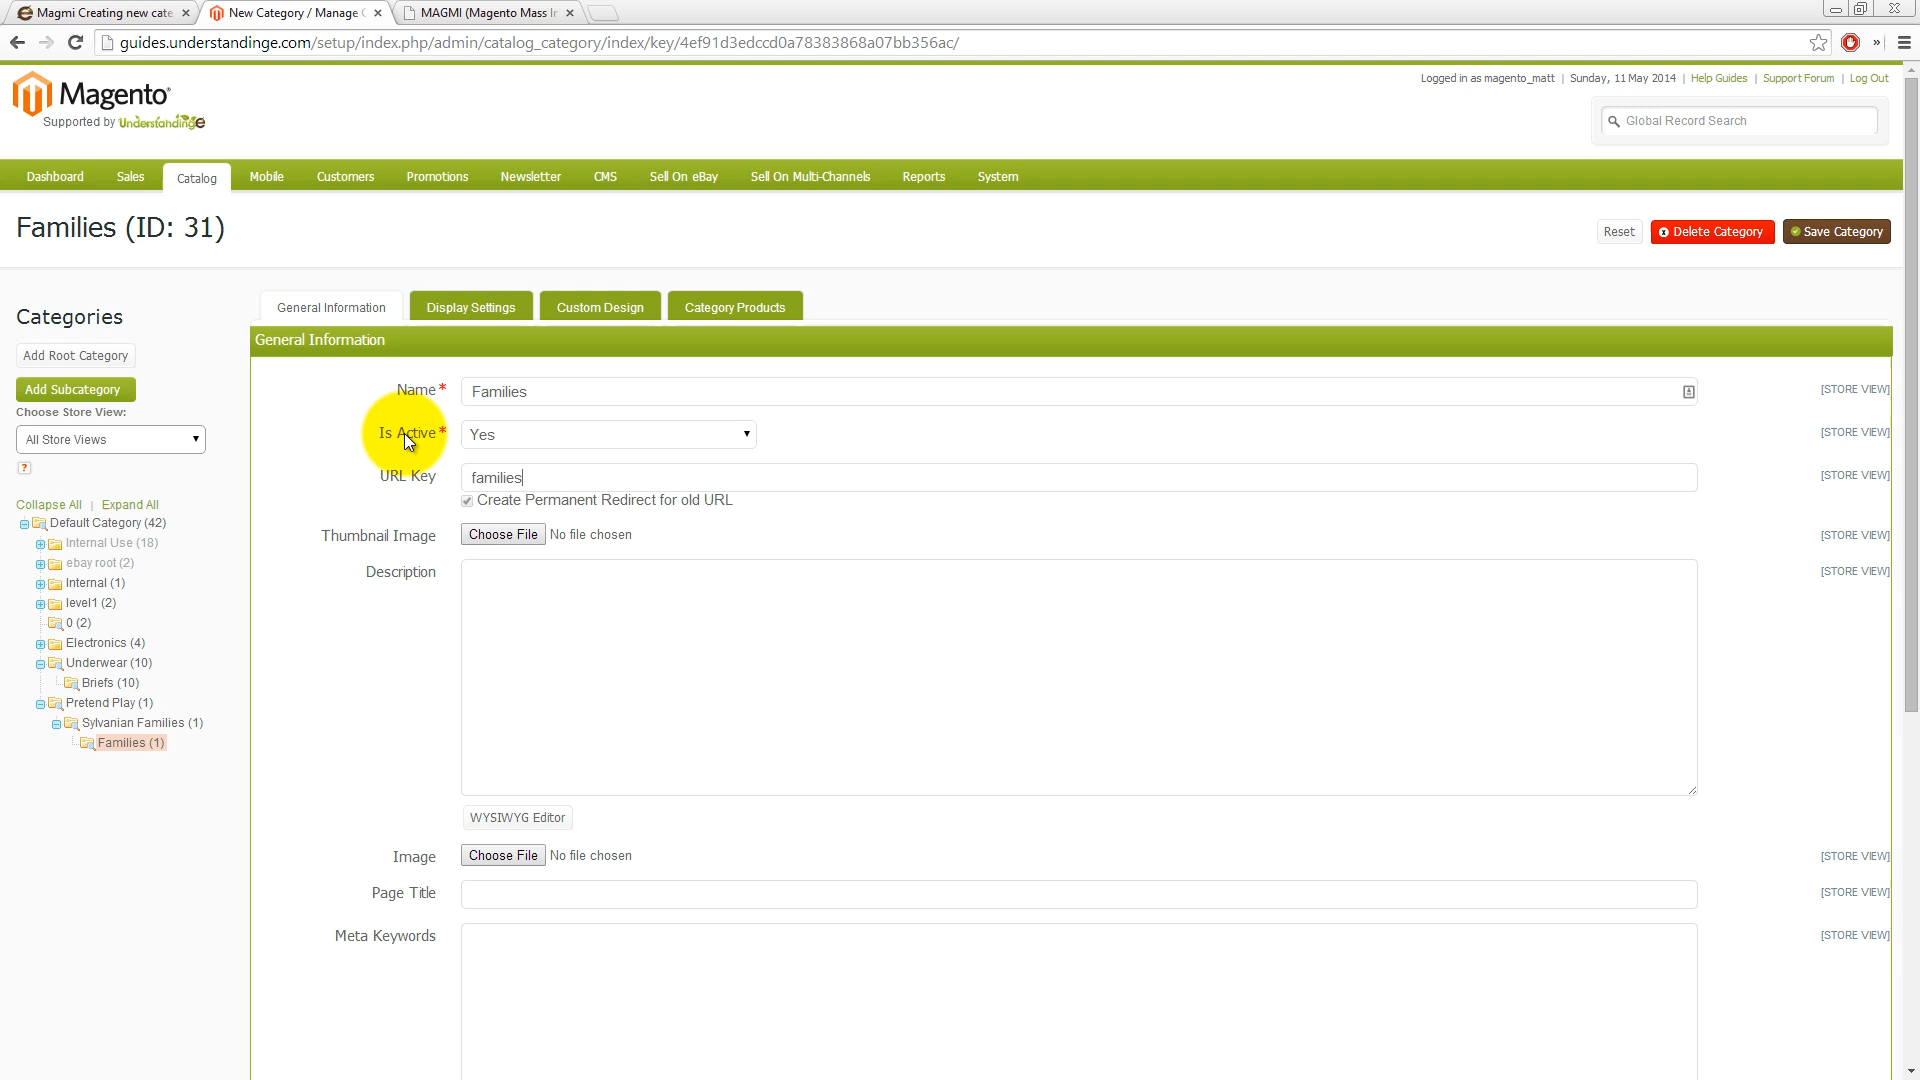 Magmi Creating new cate
New Category / Manage C
MAGMI (Magento Mass Ir
guides.understandinge.com/setup/index.php/admin/catalog_category/index/key/4ef91d3edccd0a78383868a07bb356ac/
Magento
Supported by UnderstandingE
Logged in as magento_matt | Sunday, 11 May 2014 | Help Guides | Support Forum | Log Out
Global Record Search
Dashboard Sales Catalog Mobile Customers Promotions Newsletter CMS Sell On eBay Sell On Multi-Channels Reports System
Families (ID: 31)
Reset Delete Category Save Category
Categories
Add Root Category
Add Subcategory
Choose Store View:
All Store Views
?
Collapse All | Expand All
Default Category (42)
Internal Use (18)
ebay root (2)
Internal (1)
level1 (2)
0 (2)
Electronics (4)
Underwear (10)
Briefs (10)
Pretend Play (1)
Sylvanian Families (1)
Families (1)
General Information Display Settings Custom Design Category Products
General Information
Name * Families [STORE VIEW]
Is Active * Yes [STORE VIEW]
URL Key families [STORE VIEW]
Create Permanent Redirect for old URL
Thumbnail Image Choose File No file chosen [STORE VIEW]
Description [STORE VIEW]
WYSIWYG Editor
Image Choose File No file chosen [STORE VIEW]
Page Title [STORE VIEW]
Meta Keywords [STORE VIEW]